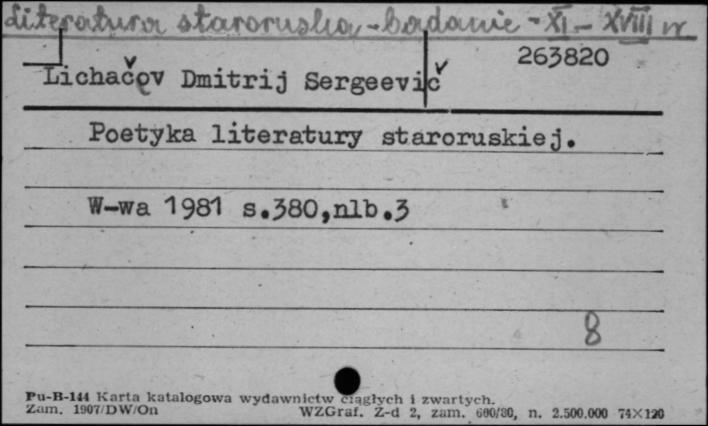 Literatura staroruska - badanie - XI - XVIII w
263820
Lichačov Dmitrij Sergeevič
Poetyka literatury staroruskiej.
W-wa 1981 s.380,nlb.3
8
Pu-B-144 Karta katalogowa wydawnictw ciągłych i zwartych.
Zam. 1907/DW/On WZGraf. Z-d 2, zam. 600/80, n. 2.500.000 74×120